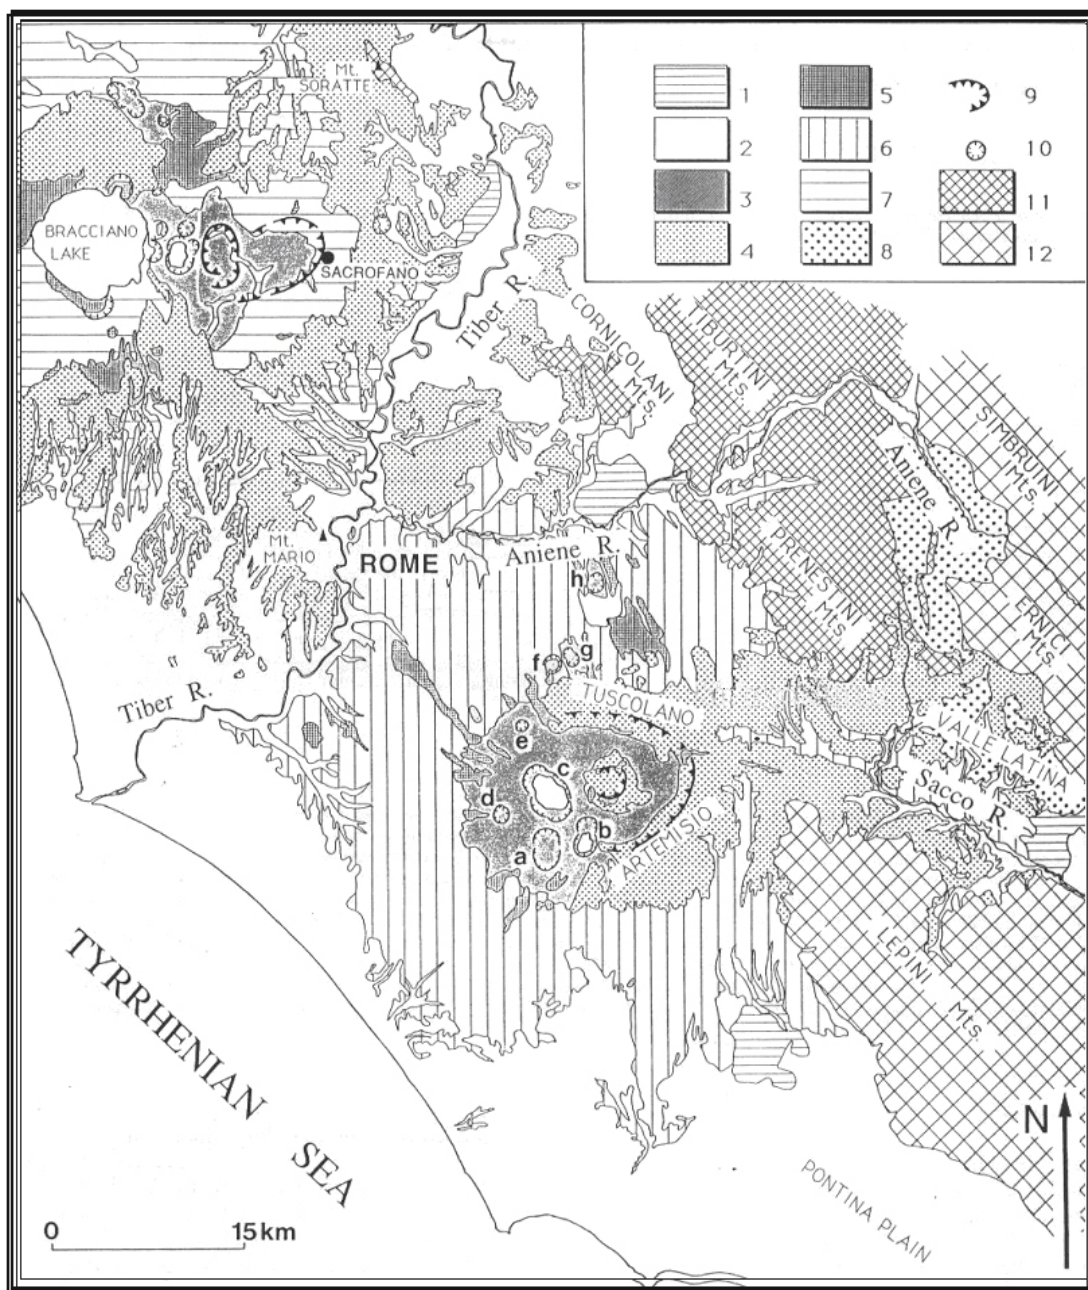 Mt.
SORATTE
1
5
9
2
6
10
3
7
11
4
8
12
BRACCIANO
LAKE
SACROFANO
Tiber R.
CORNICOLANI
Mts.
TIBURTINI
Mts.
SIMBRUINI
Mts.
Aniene R.
PRENESTINI
Mts.
ERNICI
Mts.
Mt.
MARIO
ROME
Aniene R.
h
g
f
TUSCOLANO
Tiber R.
e
c
d
b
a
ARTEMISIO
VALLE LATINA
Sacco R.
LEPINI Mts.
TYRRHENIAN
SEA
N
PONTINA PLAIN
0
15km